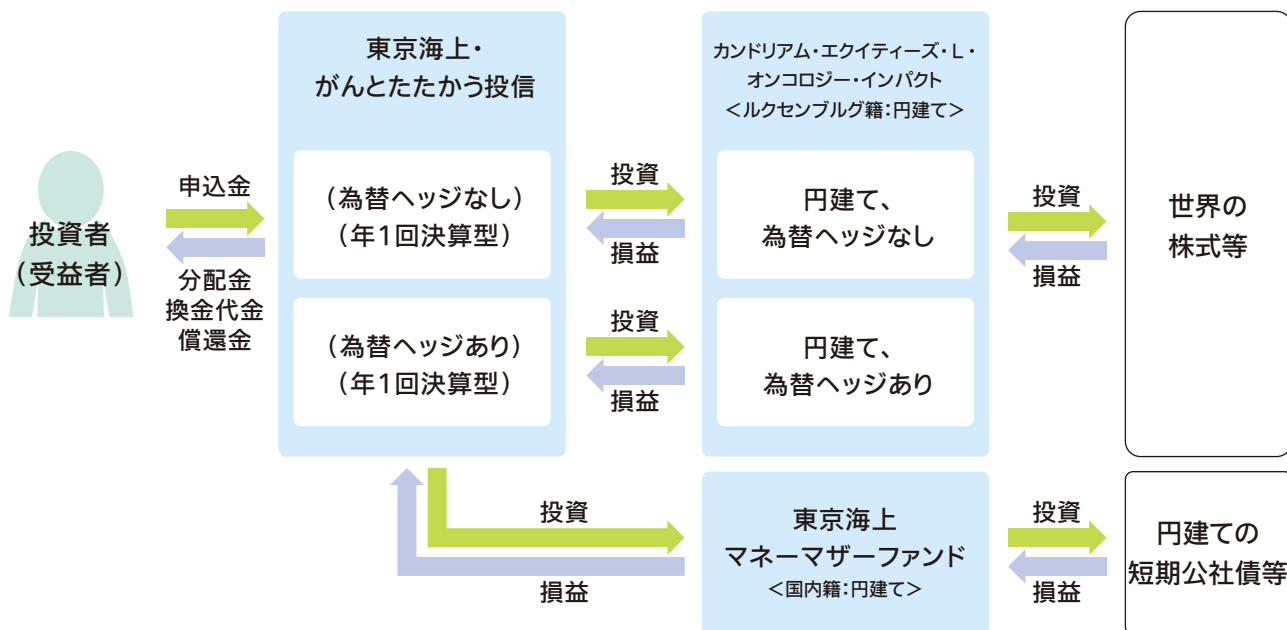 東京海上・
がんとたたかう投信
カンドリアム・エクイティーズ・L・
オンコロジー・インパクト
<ルクセンブルグ籍:円建て>
投資者
(受益者)
申込金
分配金
換金代金
償還金
(為替ヘッジなし)
(年1回決算型)
投資
損益
円建て、
為替ヘッジなし
投資
損益
世界の
株式等
(為替ヘッジあり)
(年1回決算型)
投資
損益
円建て、
為替ヘッジあり
投資
損益
東京海上
マネーマザーファンド
<国内籍:円建て>
投資
損益
円建ての
短期公社債等